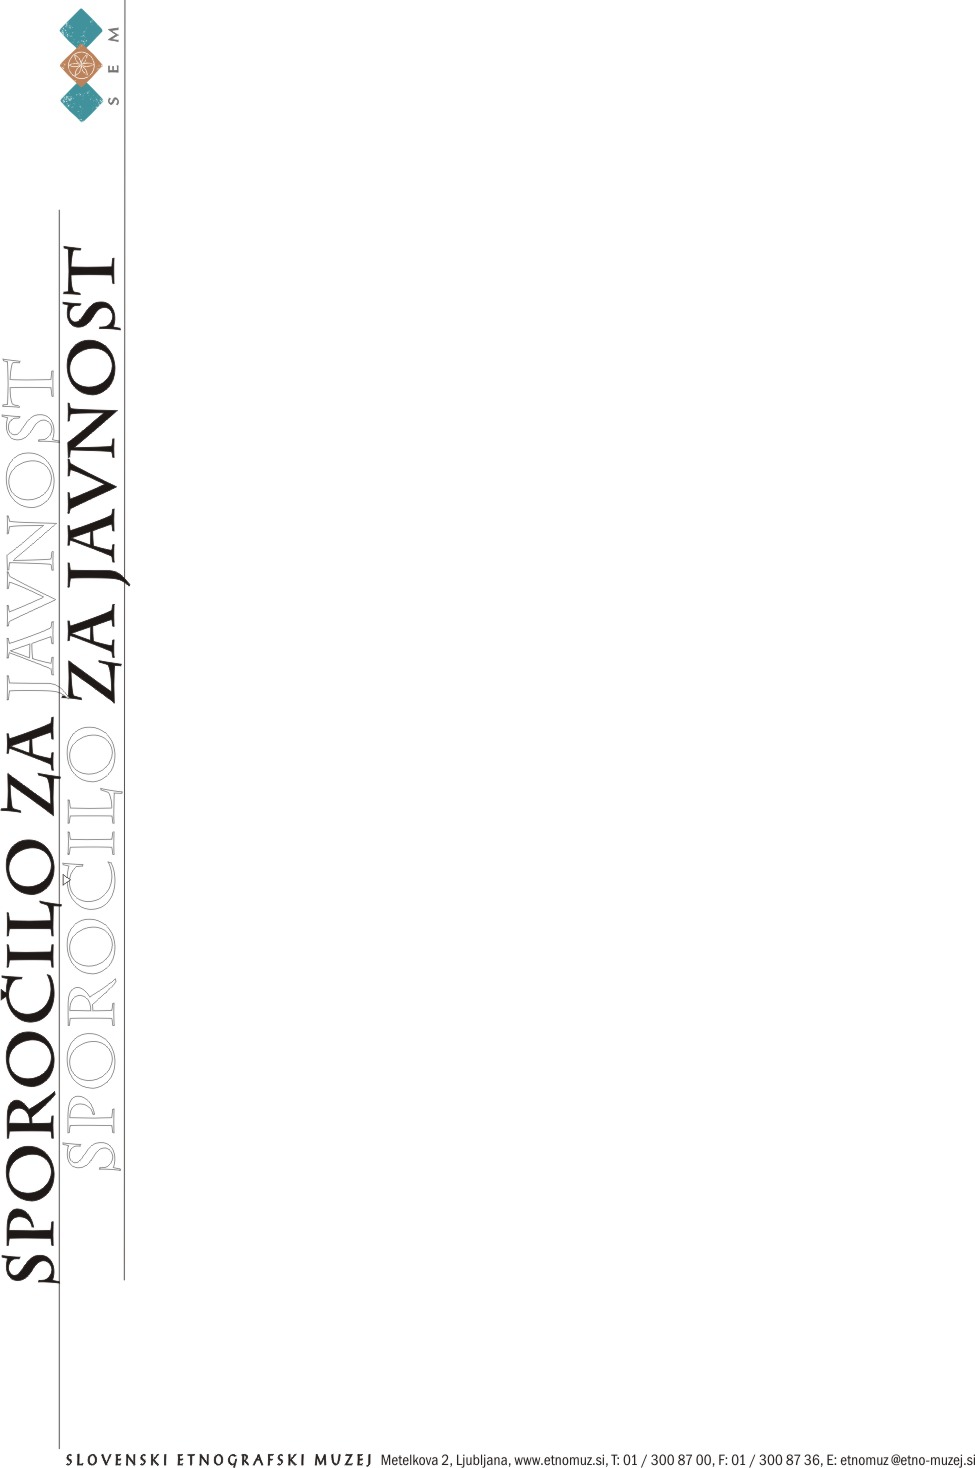 SEM
SPOROČILO ZA JAVNOST
SPOROČILO ZA JAVNOST
SLOVENSKI ETNOGRAFSKI MUZEJ Metelkova 2, Ljubljana, www.etnomuz.si, T: 01 / 300 87 00, F: 01 / 300 87 36, E: etnomuz@etno-muzej.si